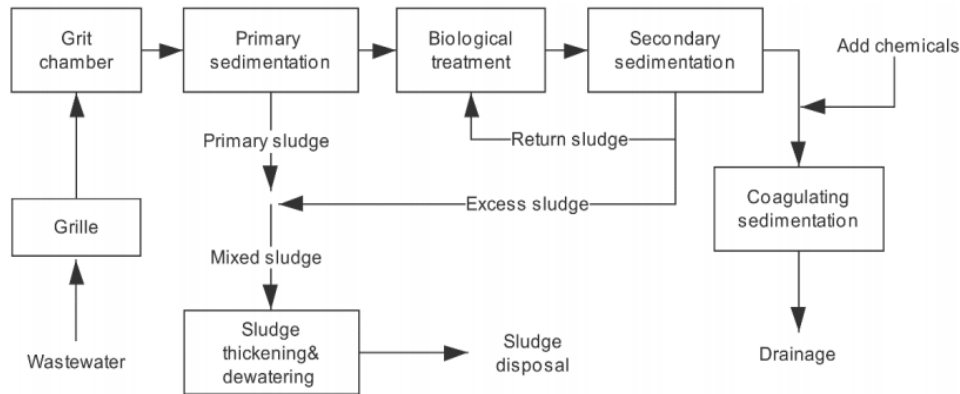 Grit
chamber
Primary
sedimentation
Biological
treatment
Secondary
sedimentation
Add chemicals
Primary sludge
Return sludge
Excess sludge
Coagulating
sedimentation
Grille
Mixed sludge
Wastewater
Sludge
thickening&
dewatering
Sludge
disposal
Drainage